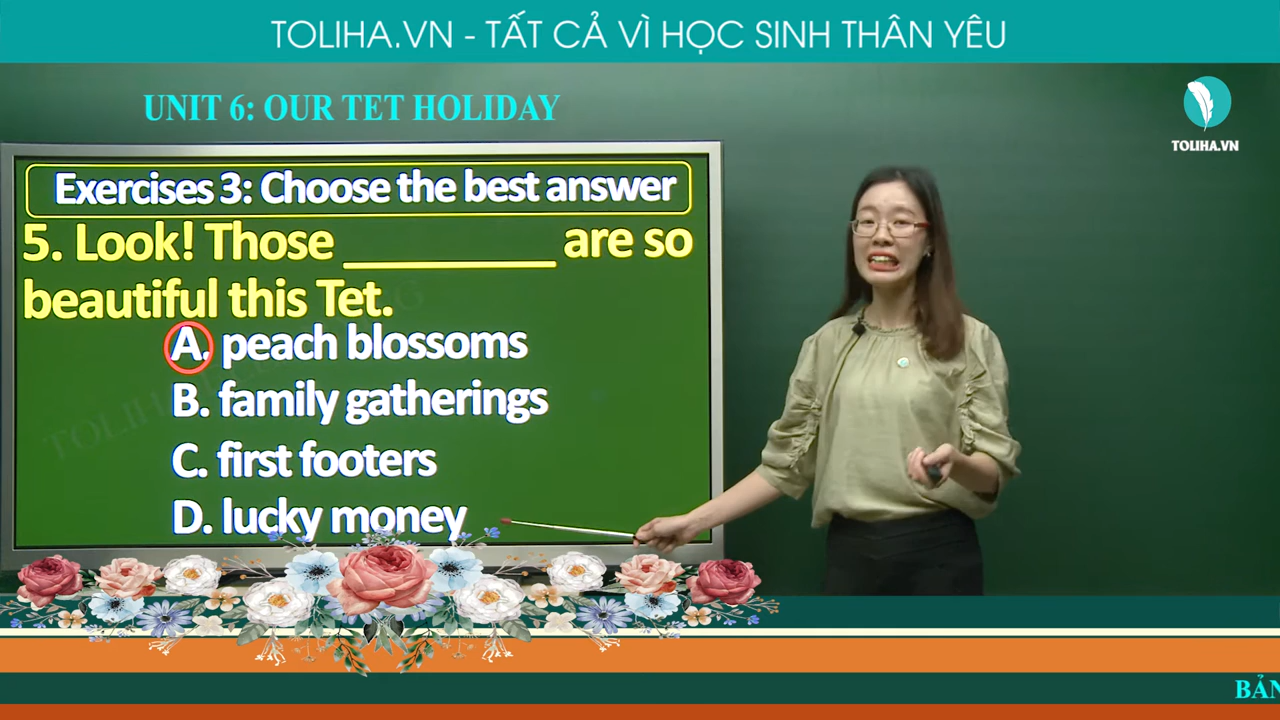 TOLIHA.VN - TẤT CẢ VÌ HỌC SINH THÂN YÊU
UNIT 6: OUR TET HOLIDAY
TOLIHA.VN
Exercises 3: Choose the best answer
5. Look! Those ________ are so
beautiful this Tet.
A. peach blossoms
B. family gatherings
C. first footers
D. lucky money